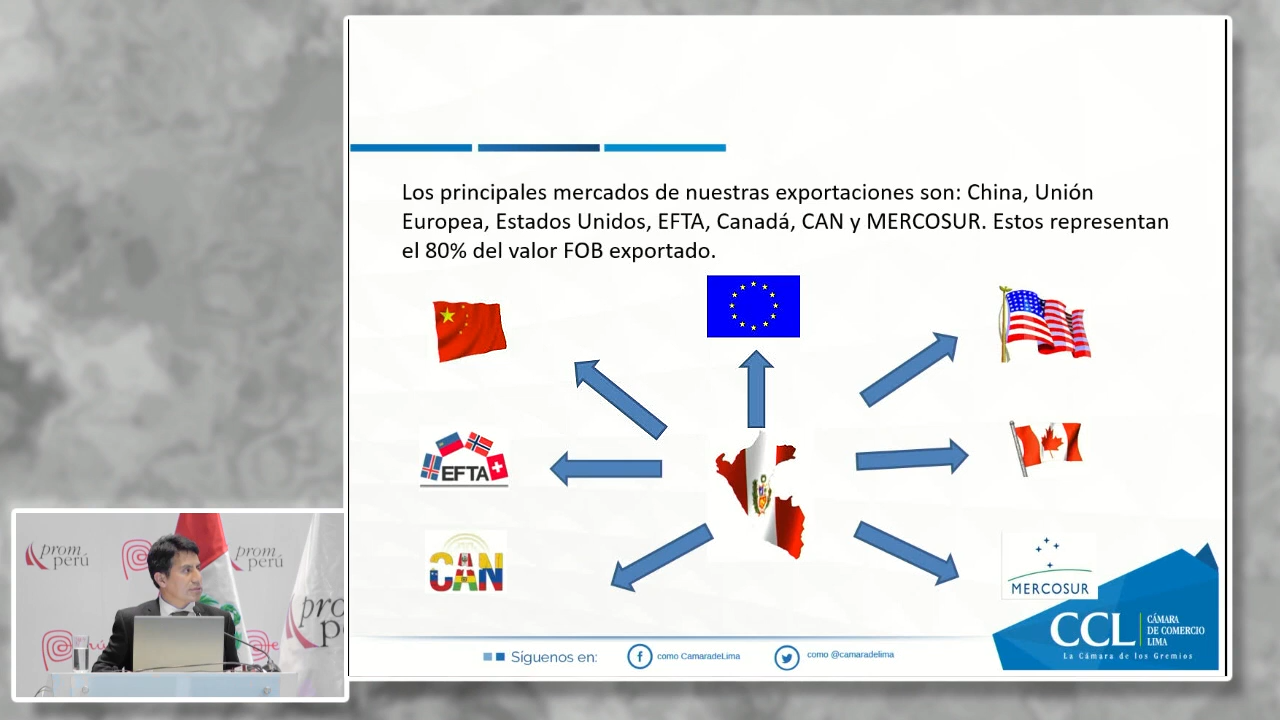 Los principales mercados de nuestras exportaciones son: China, Unión
Europea, Estados Unidos, EFTA, Canadá, CAN y MERCOSUR. Estos representan
el 80% del valor FOB exportado.
EFTA
CAN
MERCOSUR
CCL
CÁMARA
DE COMERCIO
LIMA
La Cámara de los Gremios
Síguenos en:
como CamaradeLima
como @camaradelima
prom
perú
prom
perú